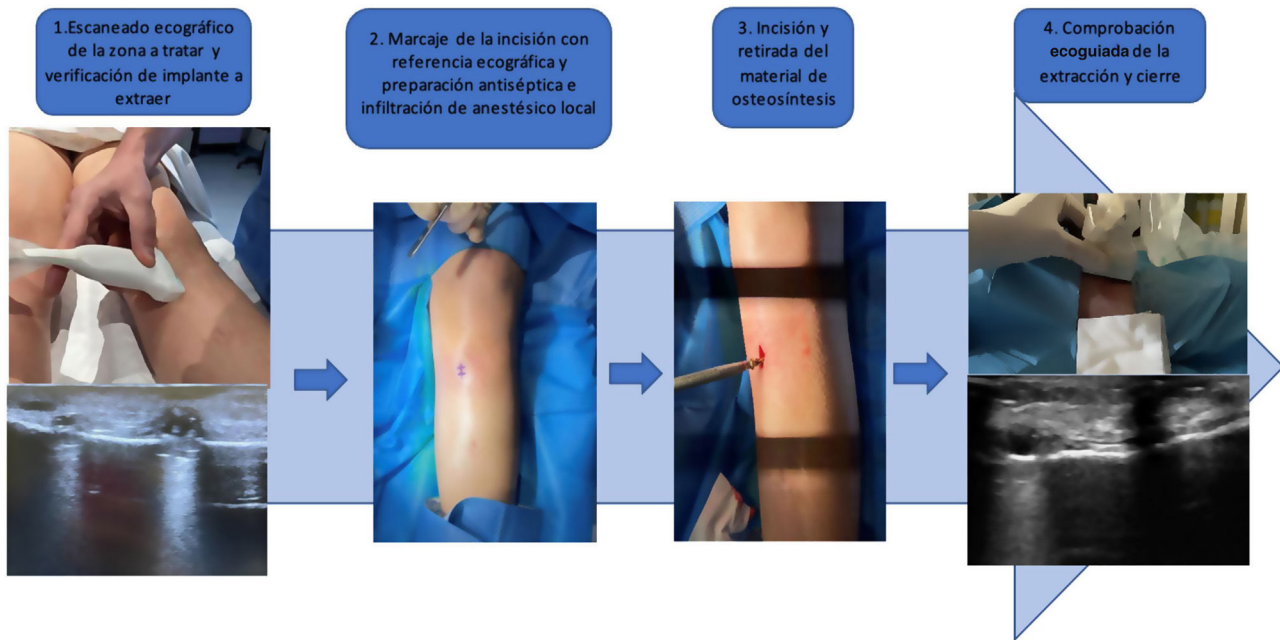 1.Escaneado ecográfico
de la zona a tratar y
verificación de implante a
extraer
2. Marcaje de la incisión con
referencia ecográfica y
preparación antiséptica e
infiltración de anestésico local
3. Incisión y
retirada del
material de
osteosíntesis
4. Comprobación
ecoguiada de la
extracción y cierre